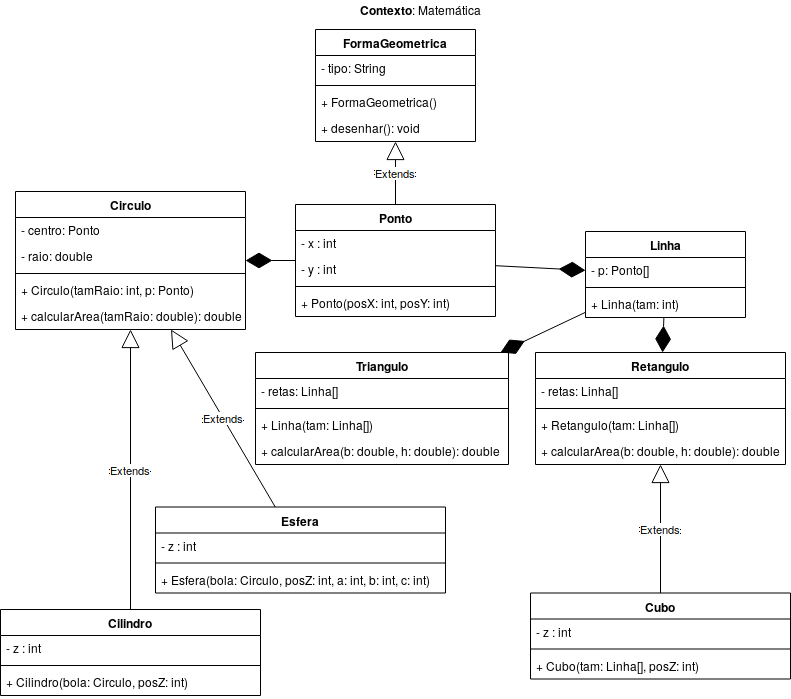 Contexto: Matemática
FormaGeometrica
- tipo: String
+ FormaGeometrica()
+ desenhar(): void
Extends
Circulo
- centro: Ponto
- raio: double
+ Circulo(tamRaio: int, p: Ponto)
+ calcularArea(tamRaio: double): double
Ponto
- x : int
- y : int
+ Ponto(posX: int, posY: int)
Linha
- p: Ponto[]
+ Linha(tam: int)
Triangulo
- retas: Linha[]
+ Linha(tam: Linha[])
+ calcularArea(b: double, h: double): double
Retangulo
- retas: Linha[]
+ Retangulo(tam: Linha[])
+ calcularArea(b: double, h: double): double
Extends
Extends
Extends
Esfera
- z : int
+ Esfera(bola: Circulo, posZ: int, a: int, b: int, c: int)
Cilindro
- z : int
+ Cilindro(bola: Circulo, posZ: int)
Cubo
- z : int
+ Cubo(tam: Linha[], posZ: int)